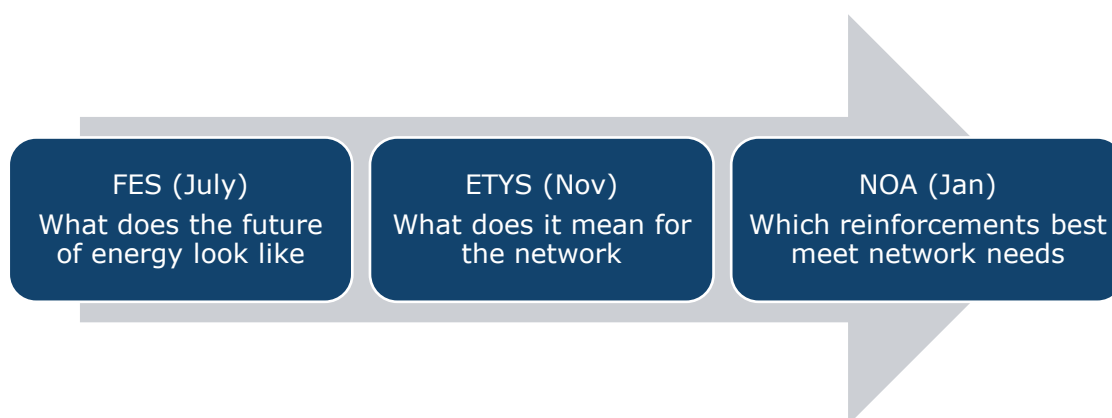 FES (July)
What does the future
of energy look like
ETYS (Nov)
What does it mean for
the network
NOA (Jan)
Which reinforcements best
meet network needs